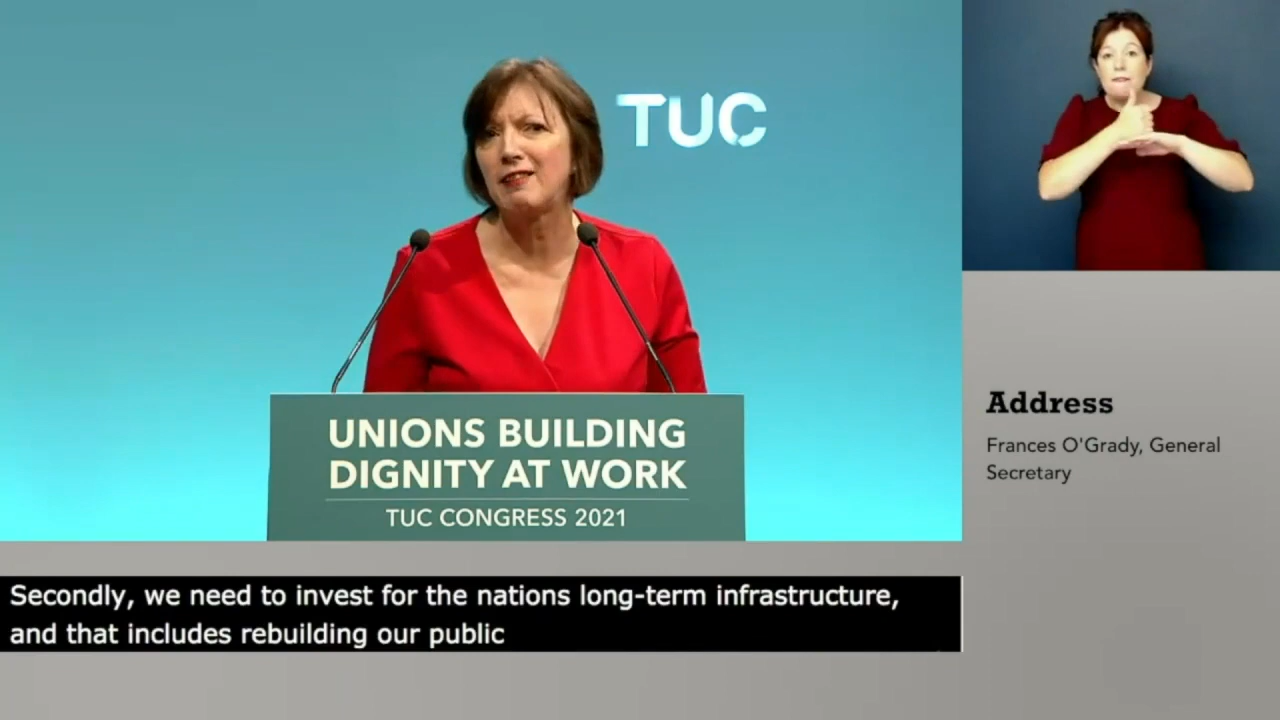 TUC
UNIONS BUILDING
DIGNITY AT WORK
TUC CONGRESS 2021
Address
Frances O'Grady, General
Secretary
Secondly, we need to invest for the nations long-term infrastructure,
and that includes rebuilding our public